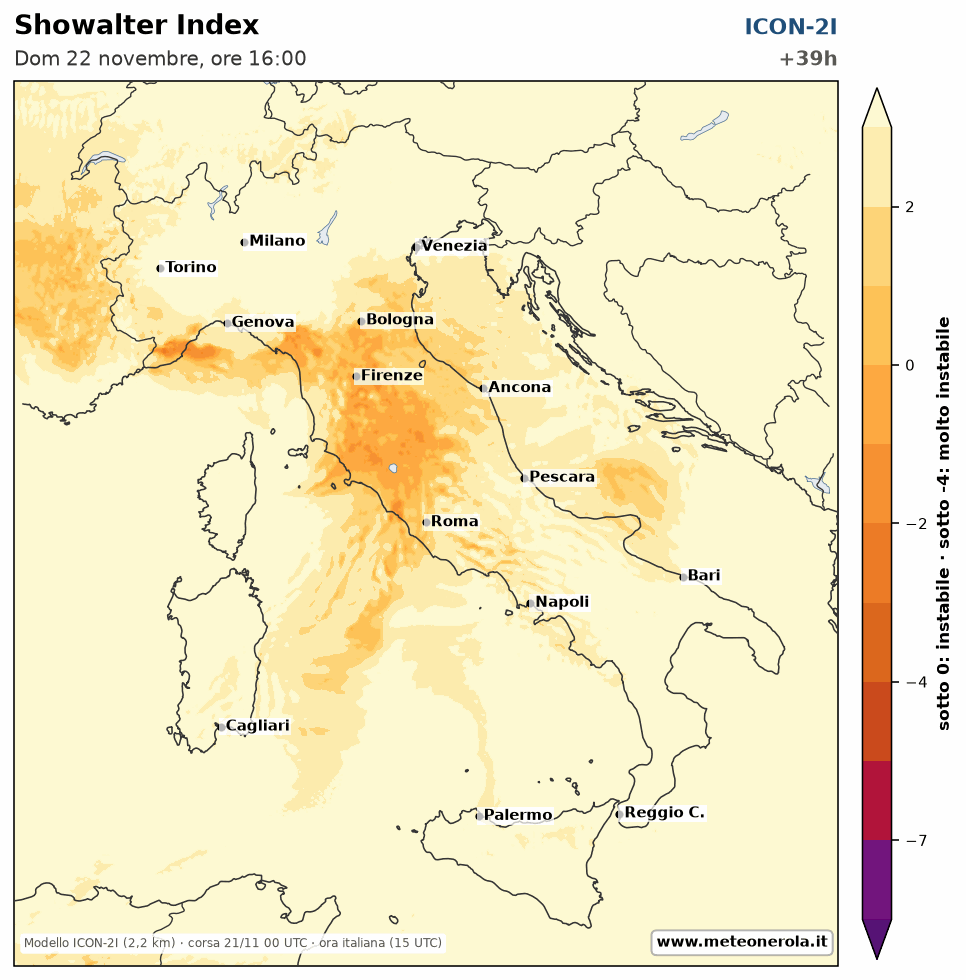 Showalter Index
ICON-2I
Dom 22 novembre, ore 16:00
+39h
Milano
Venezia
Torino
Genova
Bologna
Firenze
Ancona
Pescara
Roma
Bari
Napoli
Cagliari
Palermo
Reggio C.
2
0
−2
−4
−7
sotto 0: instabile · sotto -4: molto instabile
Modello ICON-2I (2,2 km) · corsa 21/11 00 UTC · ora italiana (15 UTC)
www.meteonerola.it